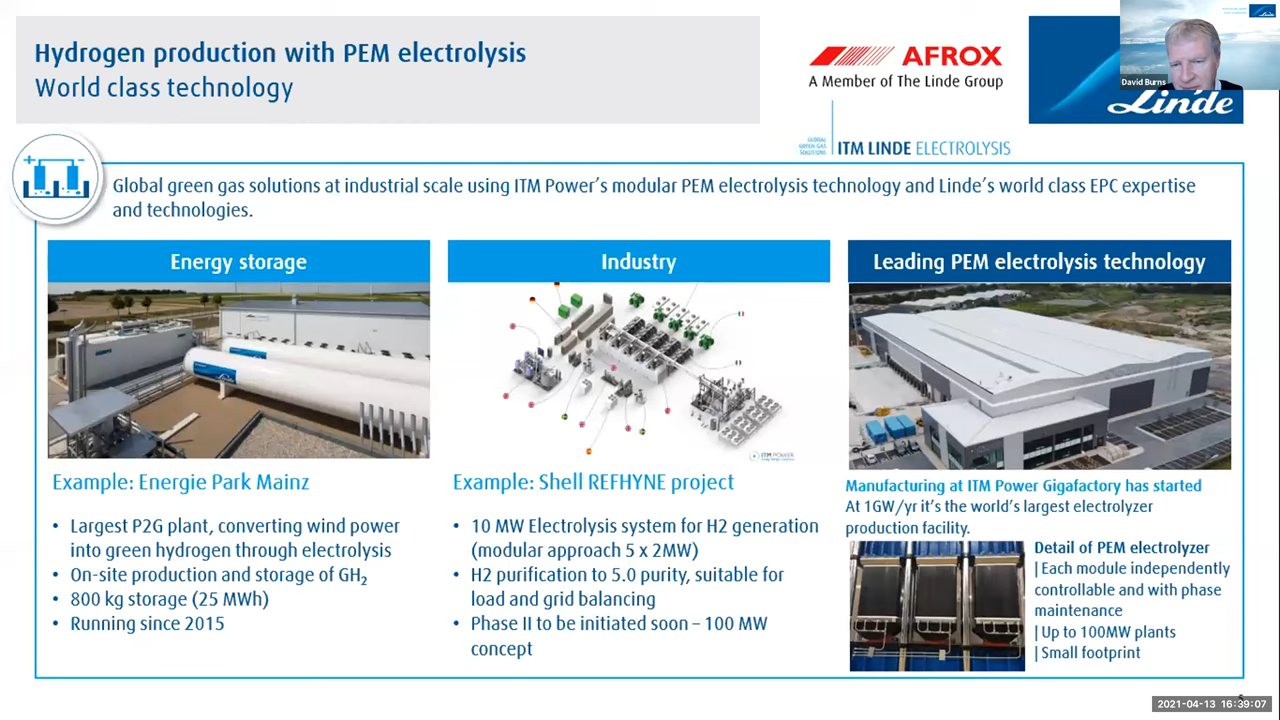 Hydrogen production with PEM electrolysis
World class technology
AFROX
A Member of The Linde Group
Linde
David Burns
Linde
GLOBAL
GREEN GAS
SOLUTIONS
ITM LINDE ELECTROLYSIS
Global green gas solutions at industrial scale using ITM Power's modular PEM electrolysis technology and Linde's world class EPC expertise
and technologies.
Energy storage
Example: Energie Park Mainz
• Largest P2G plant, converting wind power
into green hydrogen through electrolysis
• On-site production and storage of GH₂
• 800 kg storage (25 MWh)
• Running since 2015
Industry
ITM POWER
Example: Shell REFHYNE project
• 10 MW Electrolysis system for H2 generation
(modular approach 5 x 2MW)
• H2 purification to 5.0 purity, suitable for
load and grid balancing
• Phase II to be initiated soon – 100 MW
concept
Leading PEM electrolysis technology
Manufacturing at ITM Power Gigafactory has started
At 1GW/yr it's the world's largest electrolyzer
production facility.
Detail of PEM electrolyzer
| Each module independently
controllable and with phase
maintenance
| Up to 100MW plants
| Small footprint
2021-04-13 16:39:07